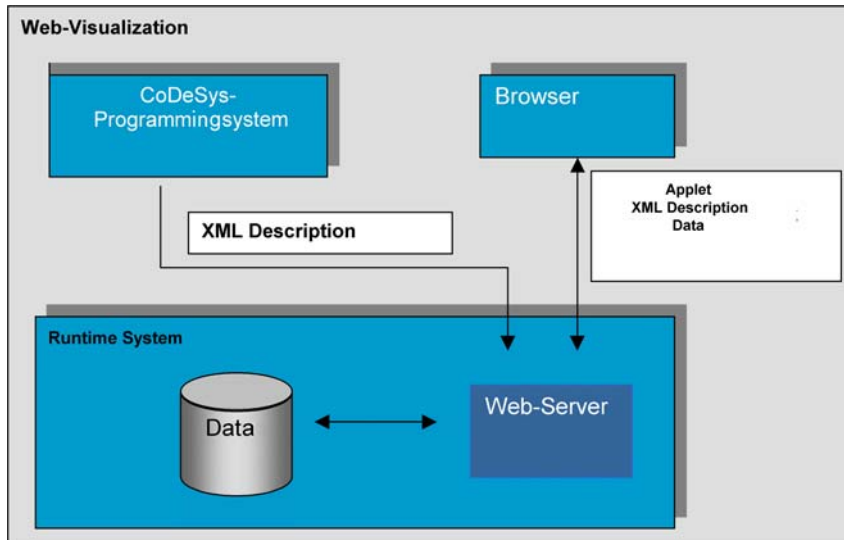 Web-Visualization
CoDeSys-
Programmingsystem
Browser
Applet
XML Description
Data
XML Description
Runtime System
Data
Web-Server